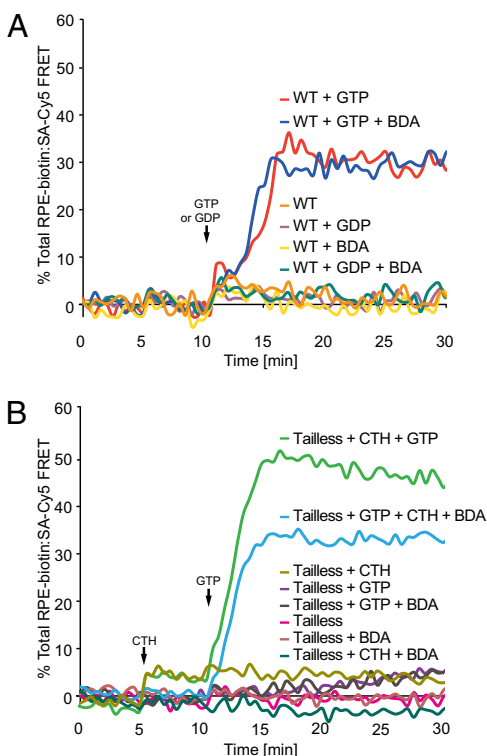 A
% Total RPE-biotin:SA-Cy5 FRET
60
50
40
30
20
10
0
WT + GTP
WT + GTP + BDA
GTP
or GDP
WT
WT + GDP
WT + BDA
WT + GDP + BDA
0 5 10 15 20 25 30
Time [min]
B
% Total RPE-biotin:SA-Cy5 FRET
60
50
40
30
20
10
0
Tailless + CTH + GTP
Tailless + GTP + CTH + BDA
GTP
CTH
Tailless + CTH
Tailless + GTP
Tailless + GTP + BDA
Tailless
Tailless + BDA
Tailless + CTH + BDA
0 5 10 15 20 25 30
Time [min]